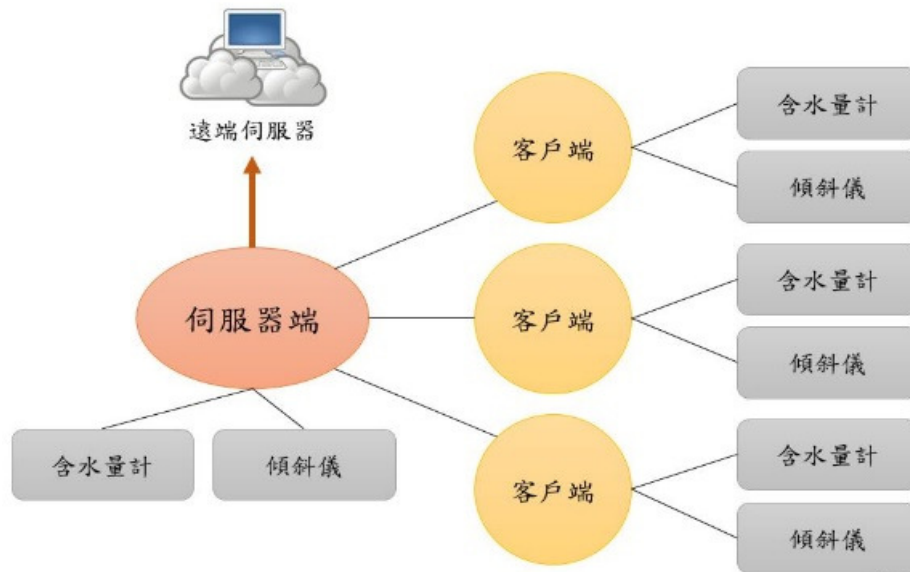 遠端伺服器
伺服器端
含水量計
傾斜儀
客戶端
含水量計
傾斜儀
客戶端
含水量計
傾斜儀
客戶端
含水量計
傾斜儀